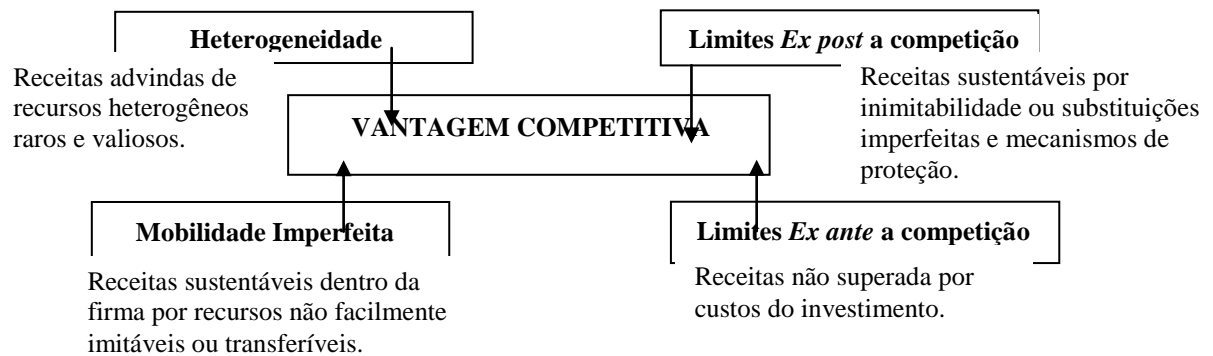 Heterogeneidade
Receitas advindas de
recursos heterogêneos
raros e valiosos.
Limites Ex post a competição
Receitas sustentáveis por
inimitabilidade ou substituições
imperfeitas e mecanismos de
proteção.
VANTAGEM COMPETITIVA
Mobilidade Imperfeita
Receitas sustentáveis dentro da
firma por recursos não facilmente
imitáveis ou transferíveis.
Limites Ex ante a competição
Receitas não superada por
custos do investimento.